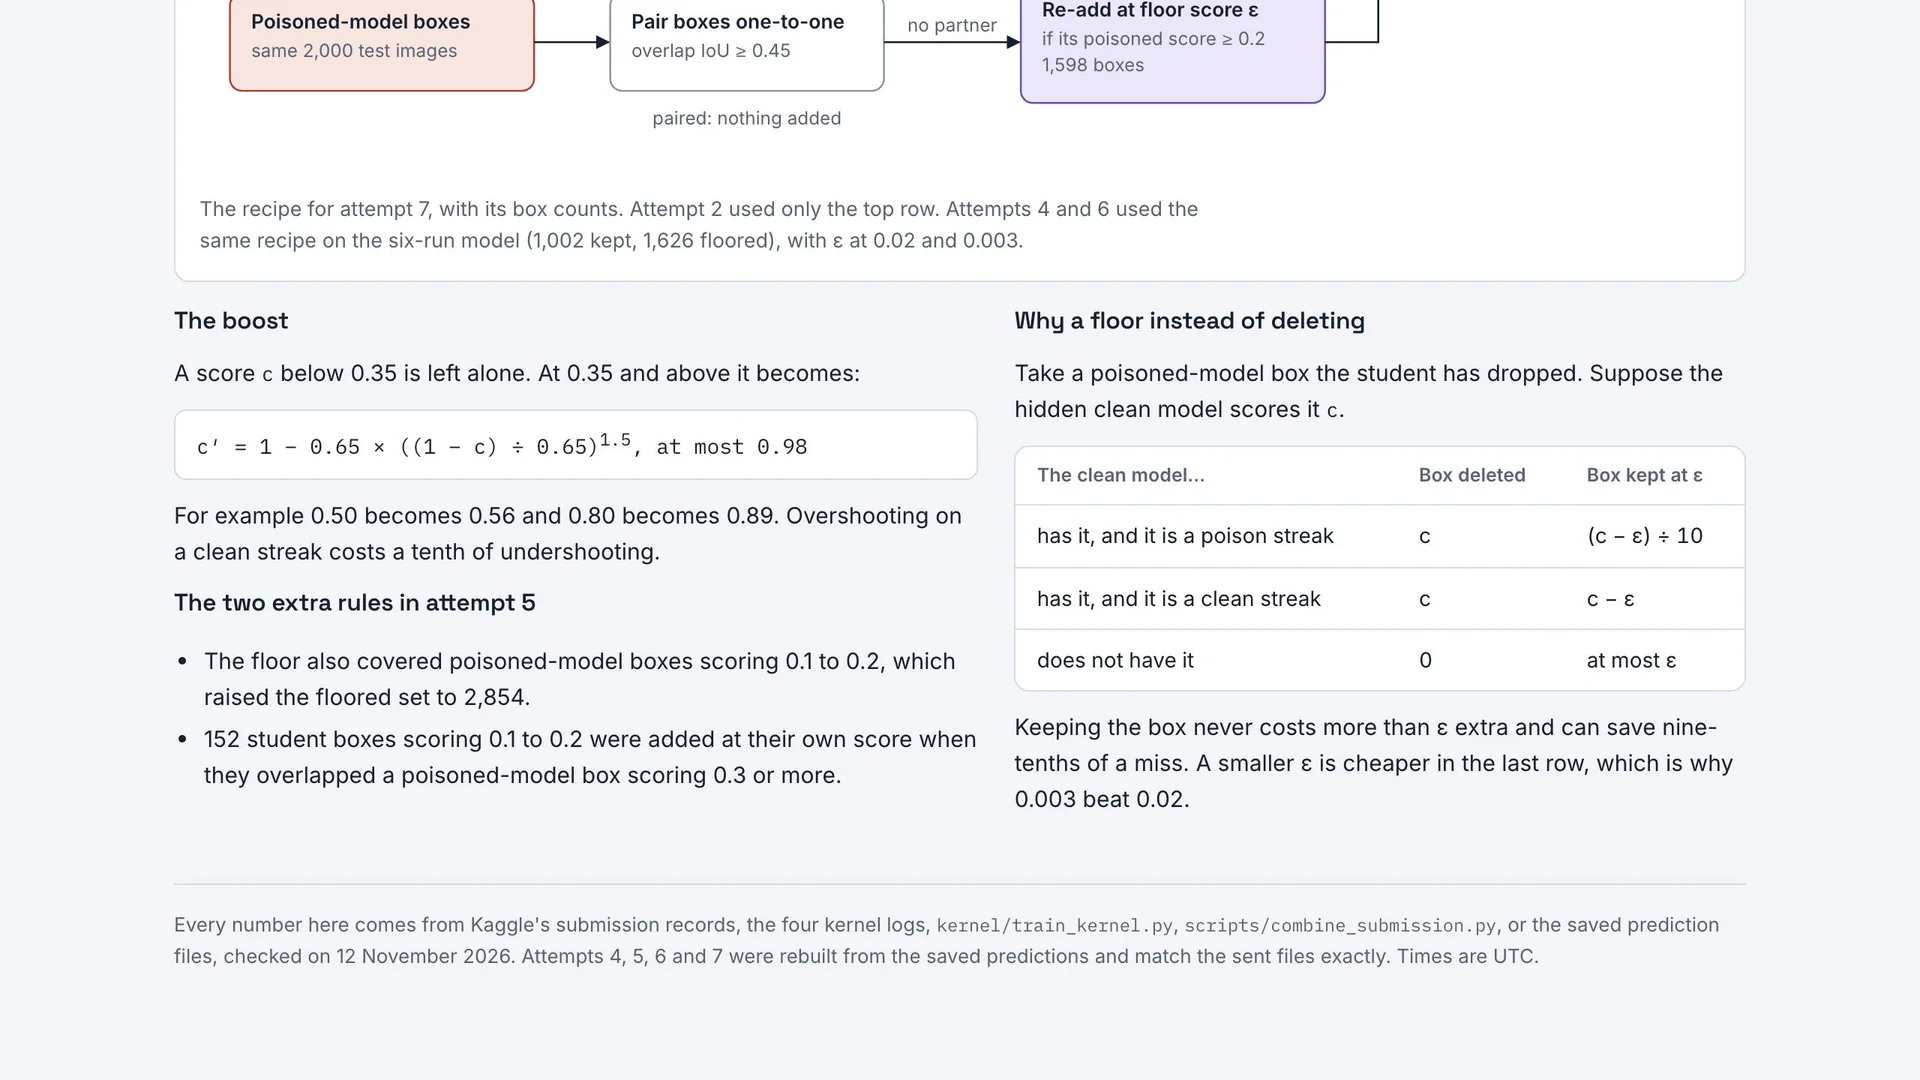 Poisoned-model boxes
same 2,000 test images
Pair boxes one-to-one
overlap IoU ≥ 0.45
no partner
Re-add at floor score ε
if its poisoned score ≥ 0.2
1,598 boxes
paired: nothing added
The recipe for attempt 7, with its box counts. Attempt 2 used only the top row. Attempts 4 and 6 used the
same recipe on the six-run model (1,002 kept, 1,626 floored), with ε at 0.02 and 0.003.
The boost
A score c below 0.35 is left alone. At 0.35 and above it becomes:
c′ = 1 − 0.65 × ((1 − c) ÷ 0.65)^1.5, at most 0.98
For example 0.50 becomes 0.56 and 0.80 becomes 0.89. Overshooting on
a clean streak costs a tenth of undershooting.
The two extra rules in attempt 5
• The floor also covered poisoned-model boxes scoring 0.1 to 0.2, which
raised the floored set to 2,854.
• 152 student boxes scoring 0.1 to 0.2 were added at their own score when
they overlapped a poisoned-model box scoring 0.3 or more.
Why a floor instead of deleting
Take a poisoned-model box the student has dropped. Suppose the
hidden clean model scores it c.
The clean model... Box deleted Box kept at ε
has it, and it is a poison streak c (c − ε) ÷ 10
has it, and it is a clean streak c c − ε
does not have it 0 at most ε
Keeping the box never costs more than ε extra and can save nine-
tenths of a miss. A smaller ε is cheaper in the last row, which is why
0.003 beat 0.02.
Every number here comes from Kaggle's submission records, the four kernel logs, kernel/train_kernel.py, scripts/combine_submission.py, or the saved prediction
files, checked on 12 November 2026. Attempts 4, 5, 6 and 7 were rebuilt from the saved predictions and match the sent files exactly. Times are UTC.